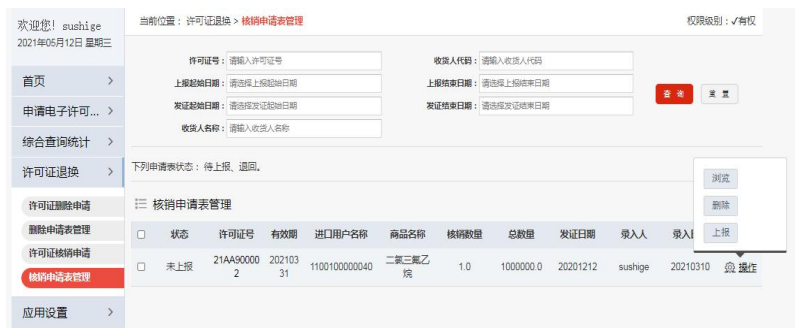 欢迎您！sushige
2021年05月12日 星期三
首页
申请电子许可...
综合查询统计
许可证退换
许可证删除申请
删除申请表管理
许可证核销申请
核销申请表管理
应用设置
当前位置： 许可证退换 > 核销申请表管理
权限级别：✓有权
许可证号： 请输入许可证号
收货人代码： 请输入收货人代码
上报起始日期： 请选择上报起始日期
上报结束日期： 请选择上报结束日期
发证起始日期： 请选择发证起始日期
发证结束日期： 请选择发证结束日期
收货人名称： 请输入收货人名称
查 询 重 置
下列申请表状态： 待上报、退回。
浏览
删除
上报
核销申请表管理
状态 许可证号 有效期 进口用户名称 商品名称 核销数量 总数量 发证日期 录入人 录入
未上报 21AA900002 20210331 1100100000040 二氯三氟乙烷 1.0 1000000.0 20201212 sushige 20210310 操作